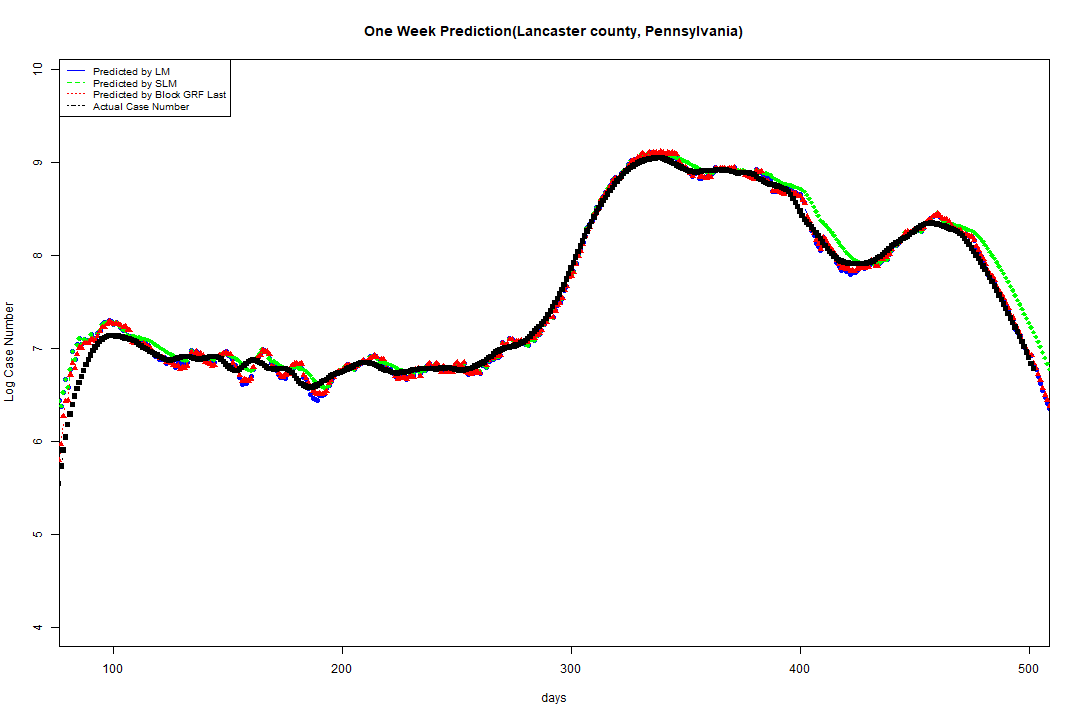 One Week Prediction(Lancaster county, Pennsylvania)
Predicted by LM
Predicted by SLM
Predicted by Block GRF Last
Actual Case Number
10
9
8
7
6
5
4
Log Case Number
100 200 300 400 500
days